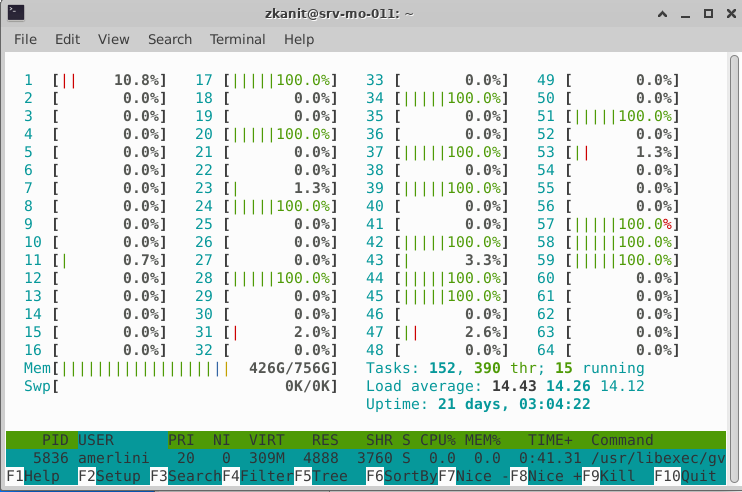 zkanit@srv-mo-011: ~
File Edit View Search Terminal Help
1 [|| 10.8%] 17 [|||||100.0%] 33 [ 0.0%] 49 [ 0.0%]
2 [ 0.0%] 18 [ 0.0%] 34 [|||||100.0%] 50 [ 0.0%]
3 [ 0.0%] 19 [ 0.0%] 35 [ 0.0%] 51 [|||||100.0%]
4 [ 0.0%] 20 [|||||100.0%] 36 [ 0.0%] 52 [ 0.0%]
5 [ 0.0%] 21 [ 0.0%] 37 [|||||100.0%] 53 [|| 1.3%]
6 [ 0.0%] 22 [ 0.0%] 38 [ 0.0%] 54 [ 0.0%]
7 [ 0.0%] 23 [| 1.3%] 39 [|||||100.0%] 55 [ 0.0%]
8 [ 0.0%] 24 [|||||100.0%] 40 [ 0.0%] 56 [ 0.0%]
9 [ 0.0%] 25 [ 0.0%] 41 [ 0.0%] 57 [|||||100.0%]
10 [ 0.0%] 26 [ 0.0%] 42 [|||||100.0%] 58 [|||||100.0%]
11 [| 0.7%] 27 [ 0.0%] 43 [| 3.3%] 59 [|||||100.0%]
12 [ 0.0%] 28 [|||||100.0%] 44 [|||||100.0%] 60 [ 0.0%]
13 [ 0.0%] 29 [ 0.0%] 45 [|||||100.0%] 61 [ 0.0%]
14 [ 0.0%] 30 [ 0.0%] 46 [ 0.0%] 62 [ 0.0%]
15 [ 0.0%] 31 [| 2.0%] 47 [|| 2.6%] 63 [ 0.0%]
16 [ 0.0%] 32 [ 0.0%] 48 [ 0.0%] 64 [ 0.0%]
Mem[||||||||||||||||||| 426G/756G] Tasks: 152, 390 thr; 15 running
Swp[ 0K/0K] Load average: 14.43 14.26 14.12
Uptime: 21 days, 03:04:22
PID USER PRI NI VIRT RES SHR S CPU% MEM% TIME+ Command
5836 amerlini 20 0 309M 4888 3760 S 0.0 0.0 0:41.31 /usr/libexec/gv
F1Help F2Setup F3SearchF4FilterF5Tree F6SortByF7Nice -F8Nice +F9Kill F10Quit